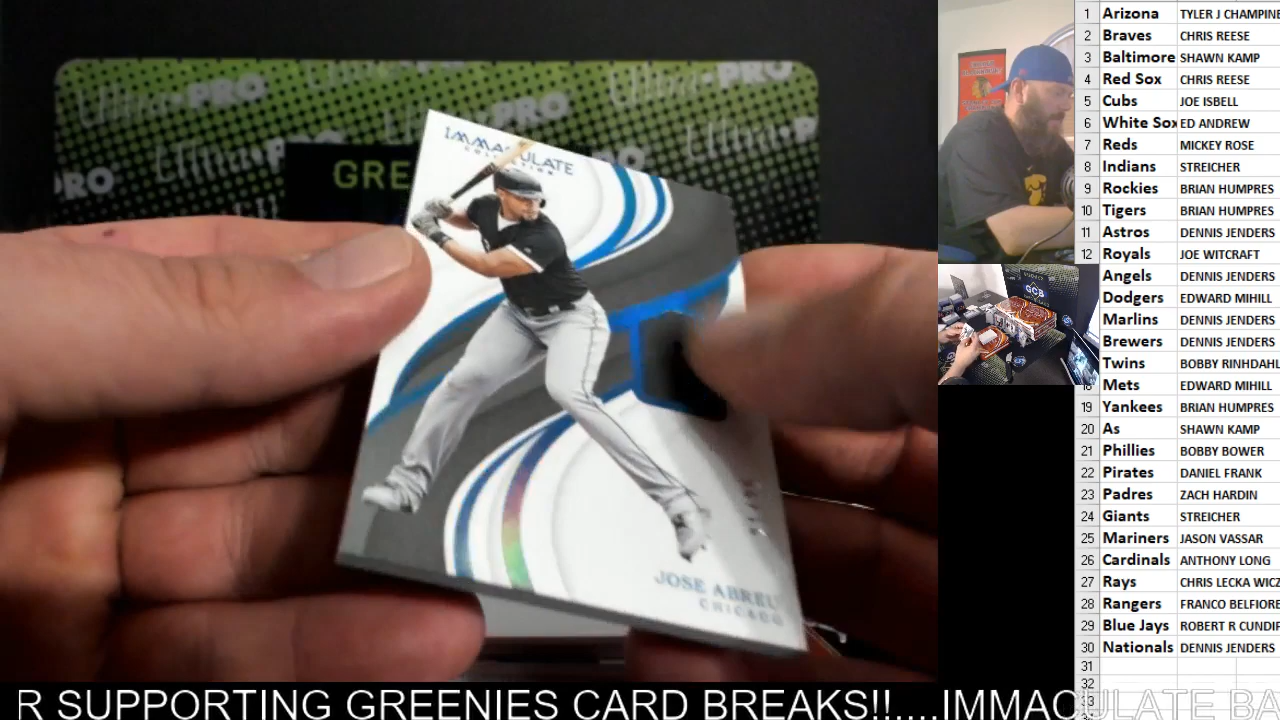 Ultra•PRO
PRO
GRE
IMMACULATE
COLLECTION
JOSE ABREU
CHICAGO
GCB
1 Arizona TYLER J CHAMPINE
2 Braves CHRIS REESE
3 Baltimore SHAWN KAMP
4 Red Sox CHRIS REESE
5 Cubs JOE ISBELL
6 White Sox ED ANDREW
7 Reds MICKEY ROSE
8 Indians STREICHER
9 Rockies BRIAN HUMPRES
10 Tigers BRIAN HUMPRES
11 Astros DENNIS JENDERS
12 Royals JOE WITCRAFT
Angels DENNIS JENDERS
Dodgers EDWARD MIHILL
Marlins DENNIS JENDERS
Brewers DENNIS JENDERS
Twins BOBBY RINHDAHL
18 Mets EDWARD MIHILL
19 Yankees BRIAN HUMPRES
20 As SHAWN KAMP
21 Phillies BOBBY BOWER
22 Pirates DANIEL FRANK
23 Padres ZACH HARDIN
24 Giants STREICHER
25 Mariners JASON VASSAR
26 Cardinals ANTHONY LONG
27 Rays CHRIS LECKA WICZ
28 Rangers FRANCO BELFIORE
29 Blue Jays ROBERT R CUNDIF
30 Nationals DENNIS JENDERS
31
32
33
R SUPPORTING GREENIES CARD BREAKS!!....IMMACULATE BA